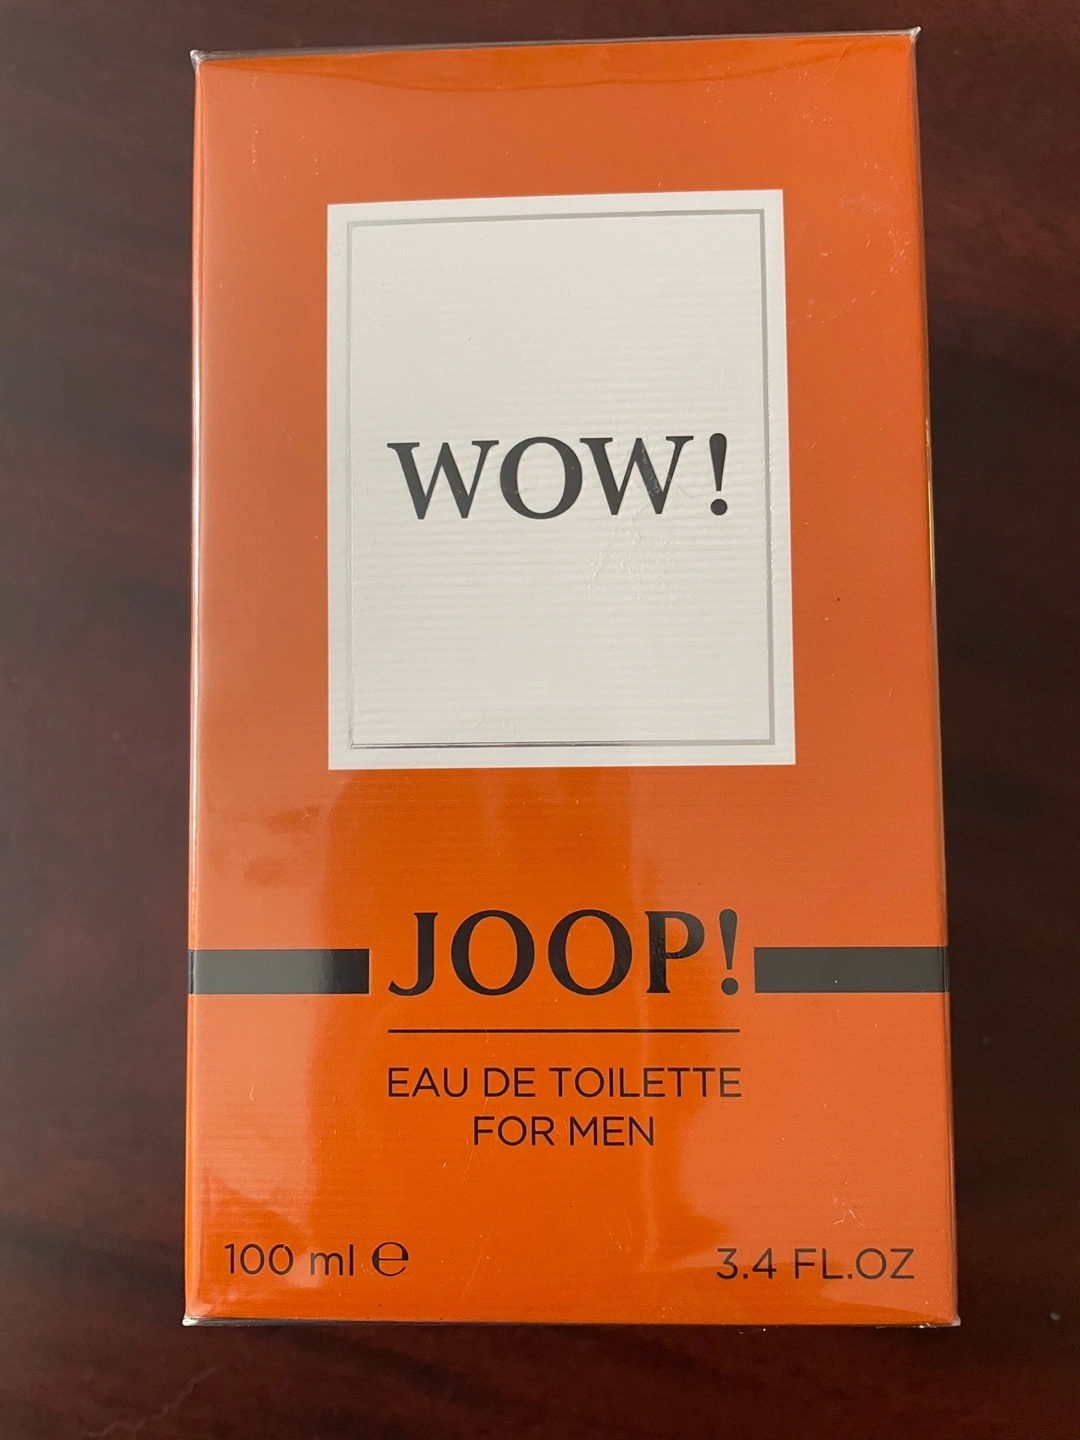 WOW!
JOOP!
EAU DE TOILETTE
FOR MEN
100 ml ℮
3.4 FL.OZ